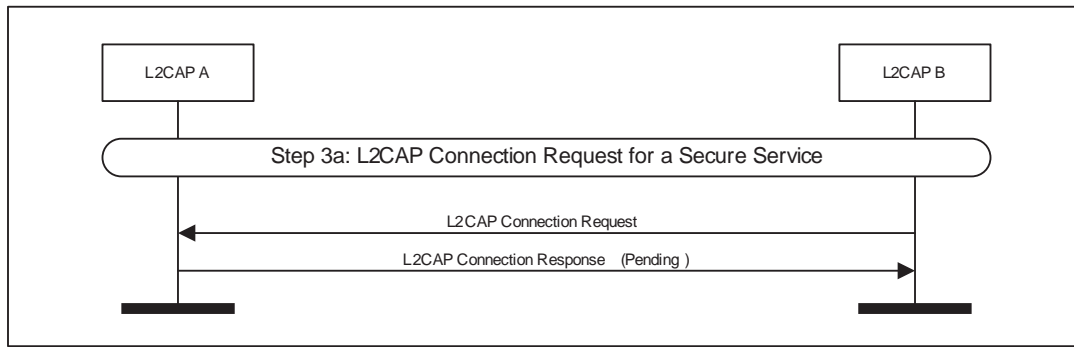 L2CAP A
L2CAP B
Step 3a: L2CAP Connection Request for a Secure Service
L2CAP Connection Request
L2CAP Connection Response (Pending )